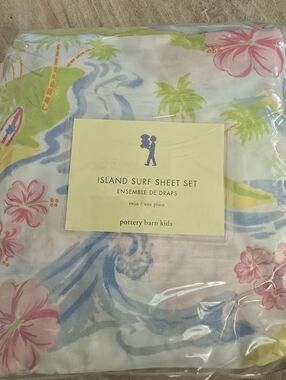 ISLAND SURF SHEET SET
ENSEMBLE DE DRAPS
twin / une place
pottery barn kids